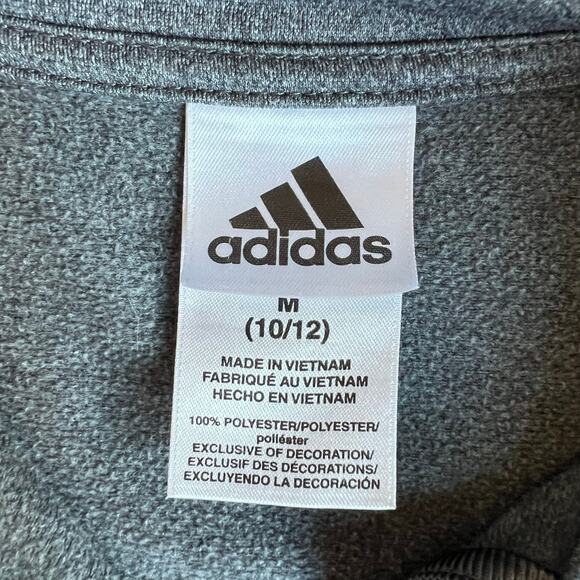 adidas
M
(10/12)
MADE IN VIETNAM
FABRIQUÉ AU VIETNAM
HECHO EN VIETNAM
100% POLYESTER/POLYESTER/
poliéster
EXCLUSIVE OF DECORATION/
EXCLUSIF DES DÉCORATIONS/
EXCLUYENDO LA DECORACIÓN